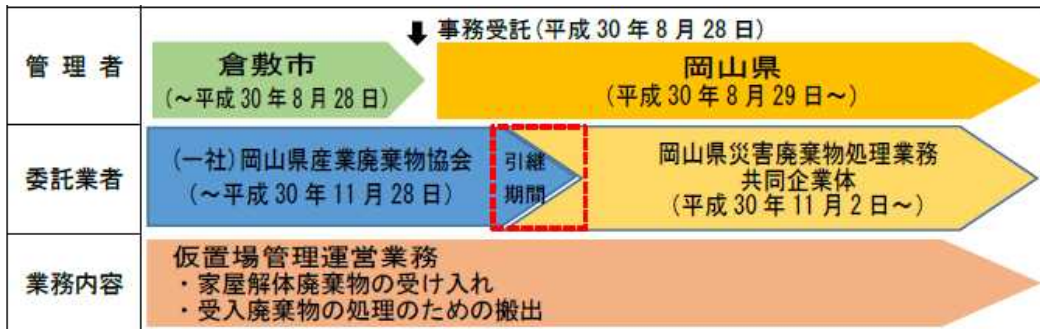 事務受託(平成30年8月28日)
管理者
倉敷市
(～平成30年8月28日)
岡山県
(平成30年8月29日～)
委託業者
(一社)岡山県産業廃棄物協会
(～平成30年11月28日)
引継
期間
岡山県災害廃棄物処理業務
共同企業体
(平成30年11月2日～)
業務内容
仮置場管理運営業務
・家屋解体廃棄物の受け入れ
・受入廃棄物の処理のための搬出